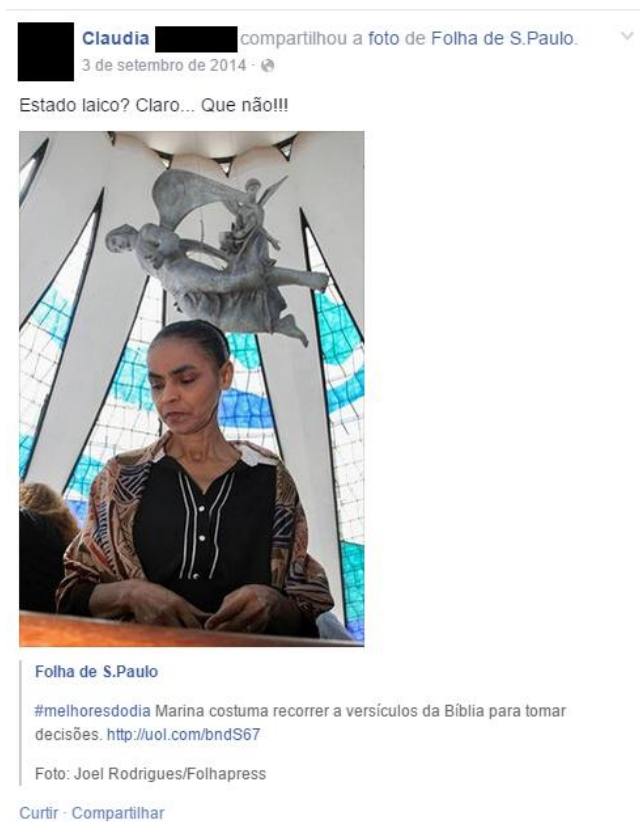 Claudia compartilhou a foto de Folha de S.Paulo.
3 de setembro de 2014 ·
Estado laico? Claro... Que não!!!
Folha de S.Paulo
#melhoresdodia Marina costuma recorrer a versículos da Bíblia para tomar
decisões. http://uol.com/bndS67
Foto: Joel Rodrigues/Folhapress
Curtir · Compartilhar